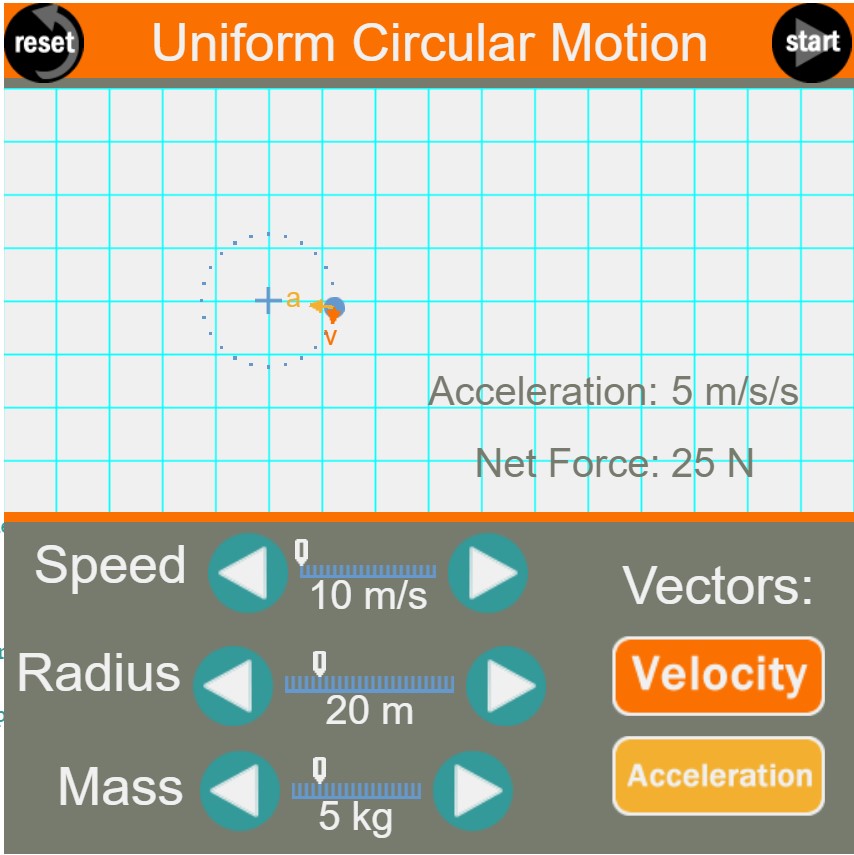 reset
Uniform Circular Motion
start
a
v
Acceleration: 5 m/s/s
Net Force: 25 N
Speed
10 m/s
Vectors:
Radius
20 m
Velocity
Mass
5 kg
Acceleration